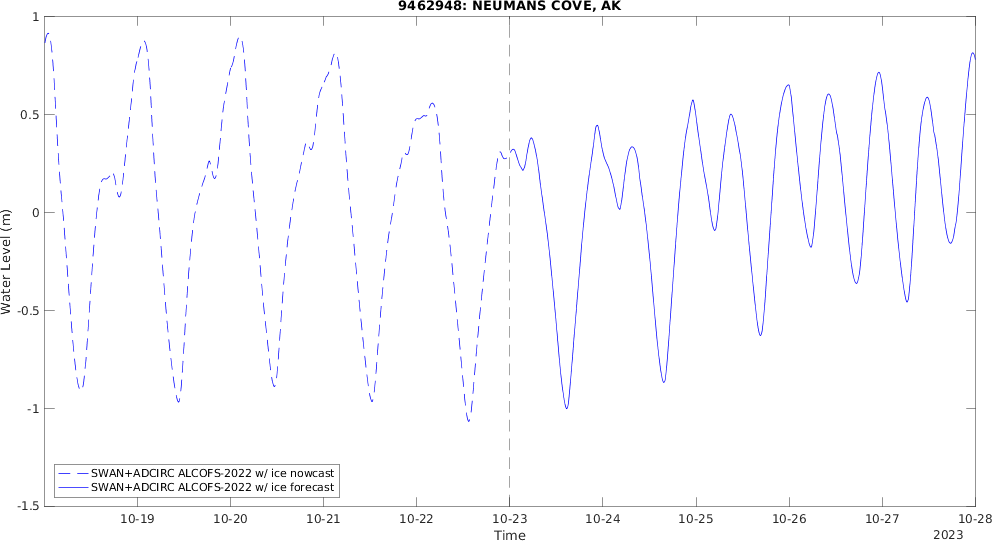 9462948: NEUMANS COVE, AK
1
0.5
0
-0.5
-1
-1.5
Water Level (m)
SWAN+ADCIRC ALCOFS-2022 w/ ice nowcast
SWAN+ADCIRC ALCOFS-2022 w/ ice forecast
10-19 10-20 10-21 10-22 10-23 10-24 10-25 10-26 10-27 10-28
Time
2023